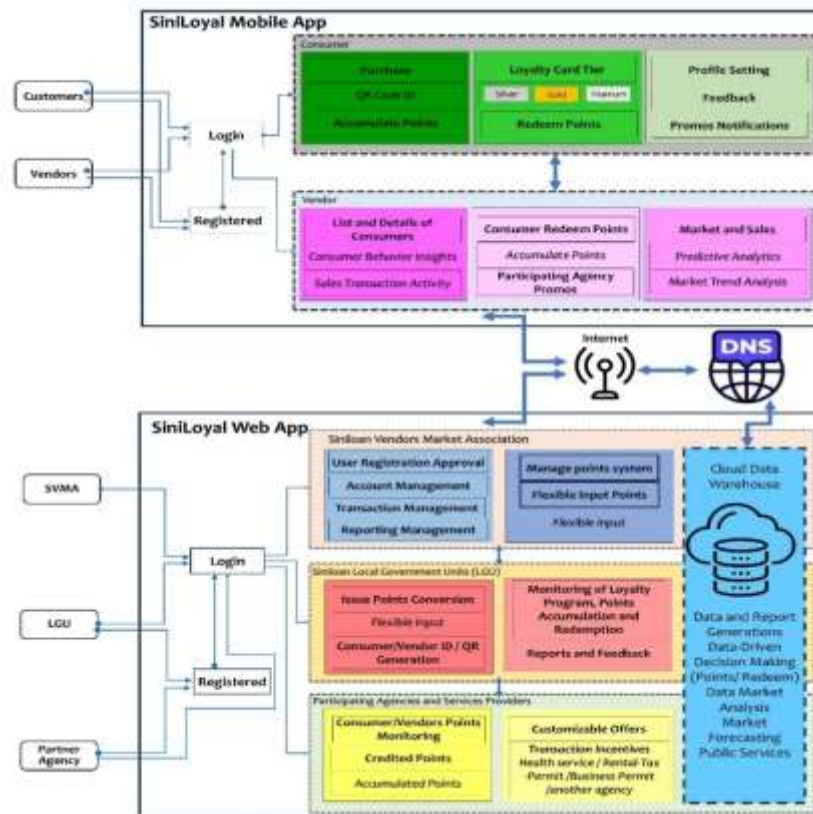 SiniLoyal Mobile App
Consumer
Customers
Vendors
Login
Registered
Purchase
QR Code ID
Accumulate Points
Loyalty Card Tier
Silver
Gold
Titanium
Redeem Points
Profile Setting
Feedback
Promos Notifications
Vendor
List and Details of
Consumers
Consumer Behavior Insights
Sales Transaction Activity
Consumer Redeem Points
Accumulate Points
Participating Agency
Promos
Market and Sales
Predictive Analytics
Market Trend Analysis
Internet
DNS
SiniLoyal Web App
SVMA
LGU
Partner
Agency
Login
Registered
Siniloan Vendors Market Association
User Registration Approval
Account Management
Transaction Management
Reporting Management
Manage points system
Flexible Input Points
Flexible input
Siniloan Local Government Units (LGU)
Issue Points Conversion
Flexible input
Consumer/Vendor ID / QR
Generation
Monitoring of Loyalty
Program, Points
Accumulation and
Redemption
Reports and Feedback
Participating Agencies and Services Providers
Consumer/Vendors Points
Monitoring
Credited Points
Accumulated Points
Customizable Offers
Transaction Incentives
Health service / Rental-Tax
-Permit /Business Permit
/another agency
Cloud Data
Warehouse
Data and Report
Generations
Data-Driven
Decision Making
(Points/ Redeem)
Data Market
Analysis
Market
Forecasting
Public Services